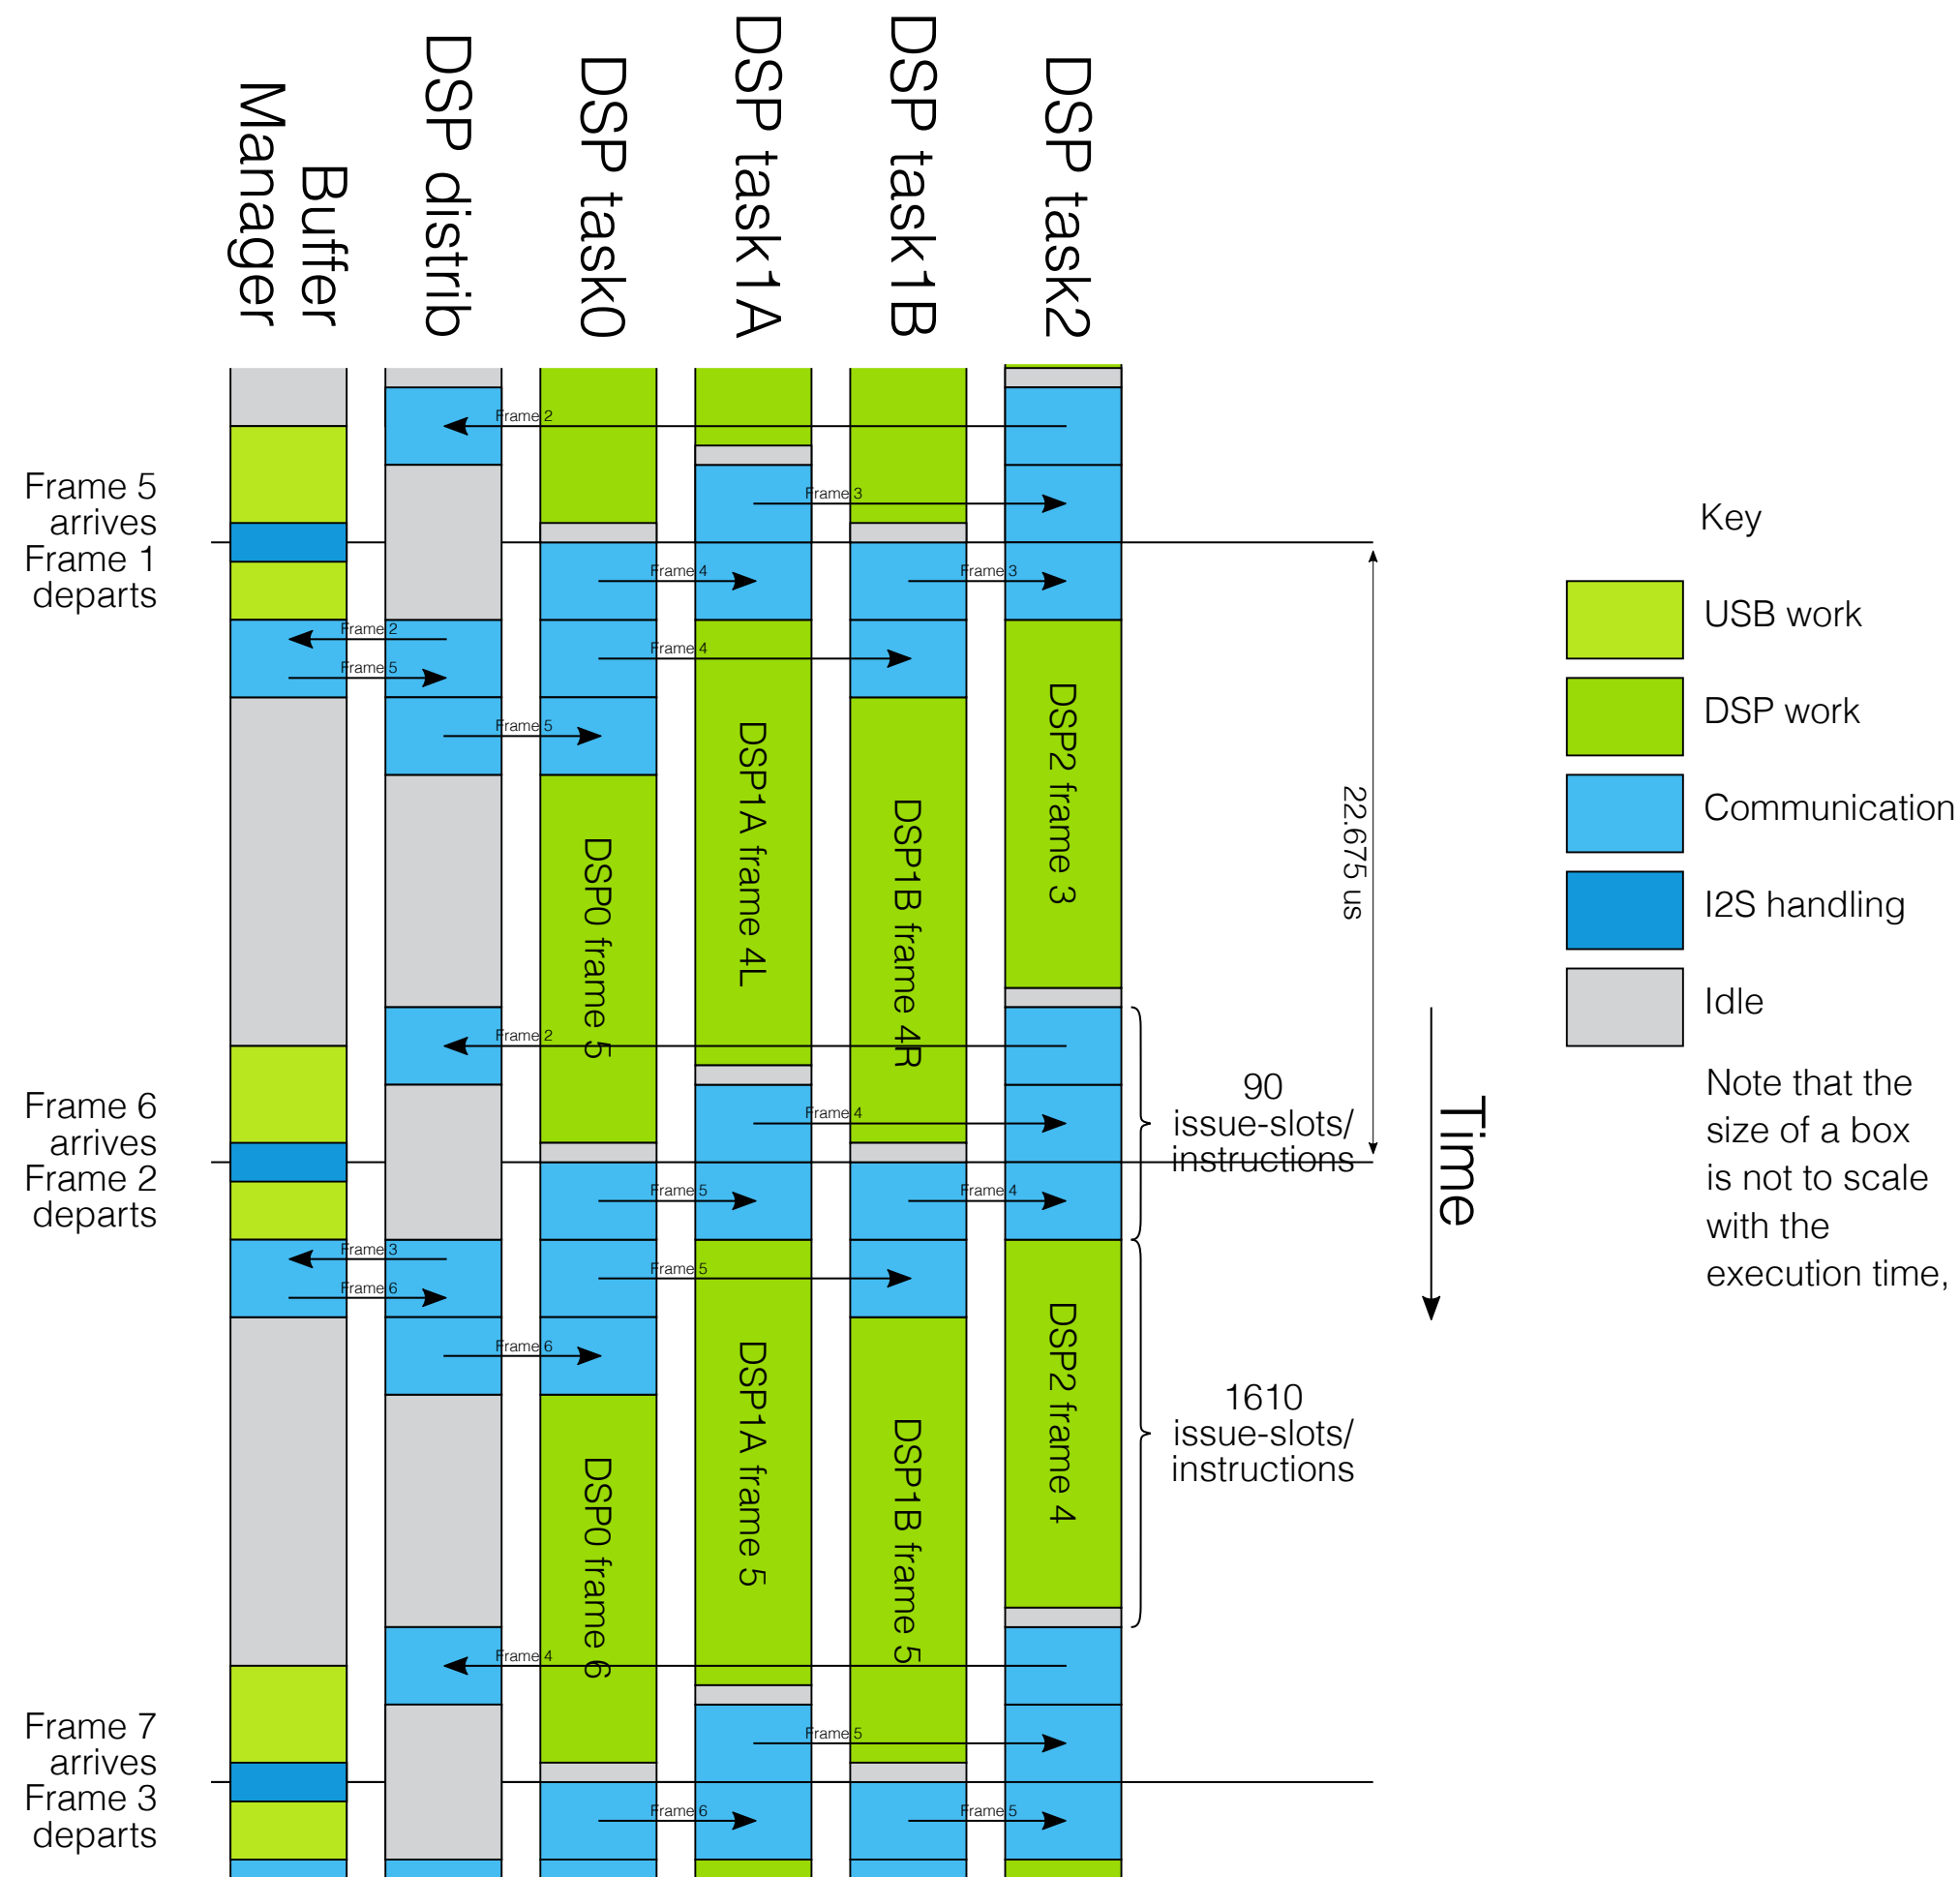 Manager
Buffer
DSP distrib
DSP task0
DSP task1A
DSP task1B
DSP task2
Frame 2
Frame 3
Frame 5
arrives
Frame 1
departs
Frame 4
Frame 3
Frame 2
Frame 4
Frame 5
Frame 5
DSP0 frame 5
DSP1A frame 4L
DSP1B frame 4R
DSP2 frame 3
22.675 us
Frame 2
Frame 4
Frame 6
arrives
Frame 2
departs
90
issue-slots/
instructions
Frame 5
Frame 4
Frame 3
Frame 5
Frame 6
Frame 6
DSP0 frame 6
DSP1A frame 5
DSP1B frame 5
DSP2 frame 4
1610
issue-slots/
instructions
Time
Frame 4
Frame 5
Frame 7
arrives
Frame 3
departs
Frame 6
Frame 5
Key
USB work
DSP work
Communication
I2S handling
Idle
Note that the
size of a box
is not to scale
with the
execution time,